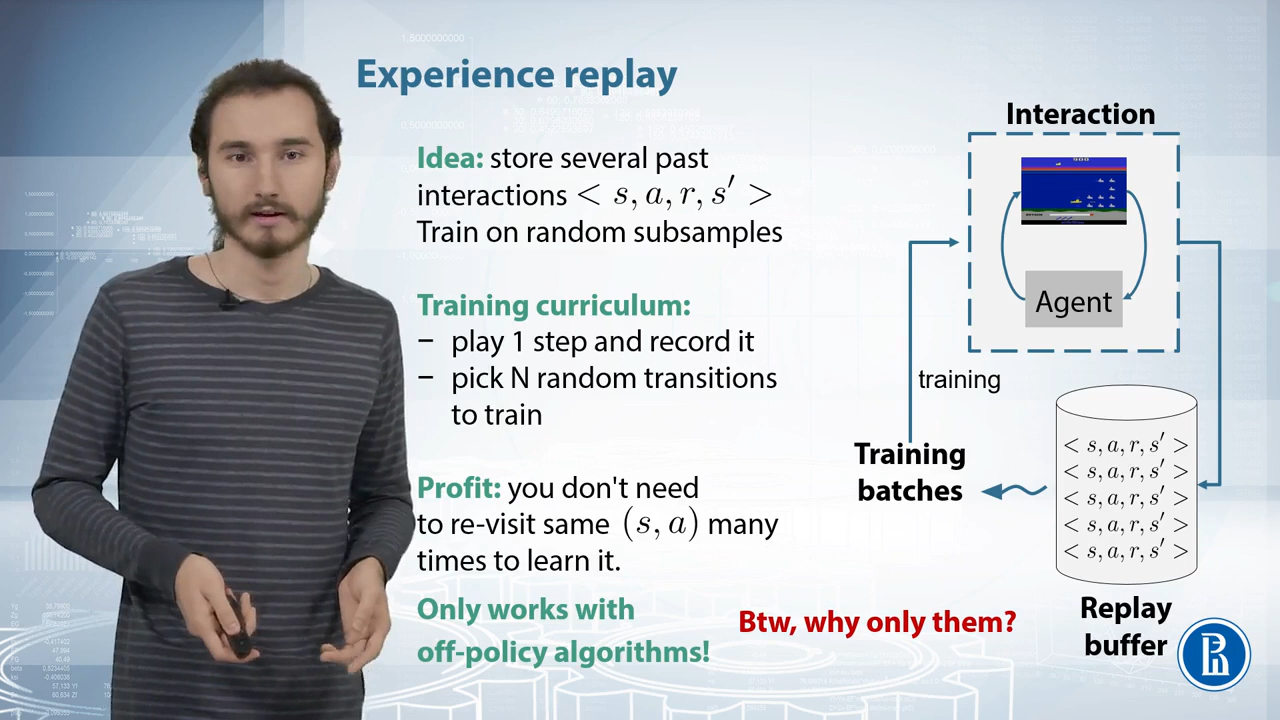 Experience replay
Idea: store several past
interactions < s, a, r, s′ >
Train on random subsamples
Training curriculum:
– play 1 step and record it
– pick N random transitions
to train
Profit: you don't need
to re-visit same (s, a) many
times to learn it.
Only works with
off-policy algorithms!
Btw, why only them?
Interaction
Agent
training
Training
batches
< s, a, r, s′ >
< s, a, r, s′ >
< s, a, r, s′ >
< s, a, r, s′ >
< s, a, r, s′ >
Replay
buffer